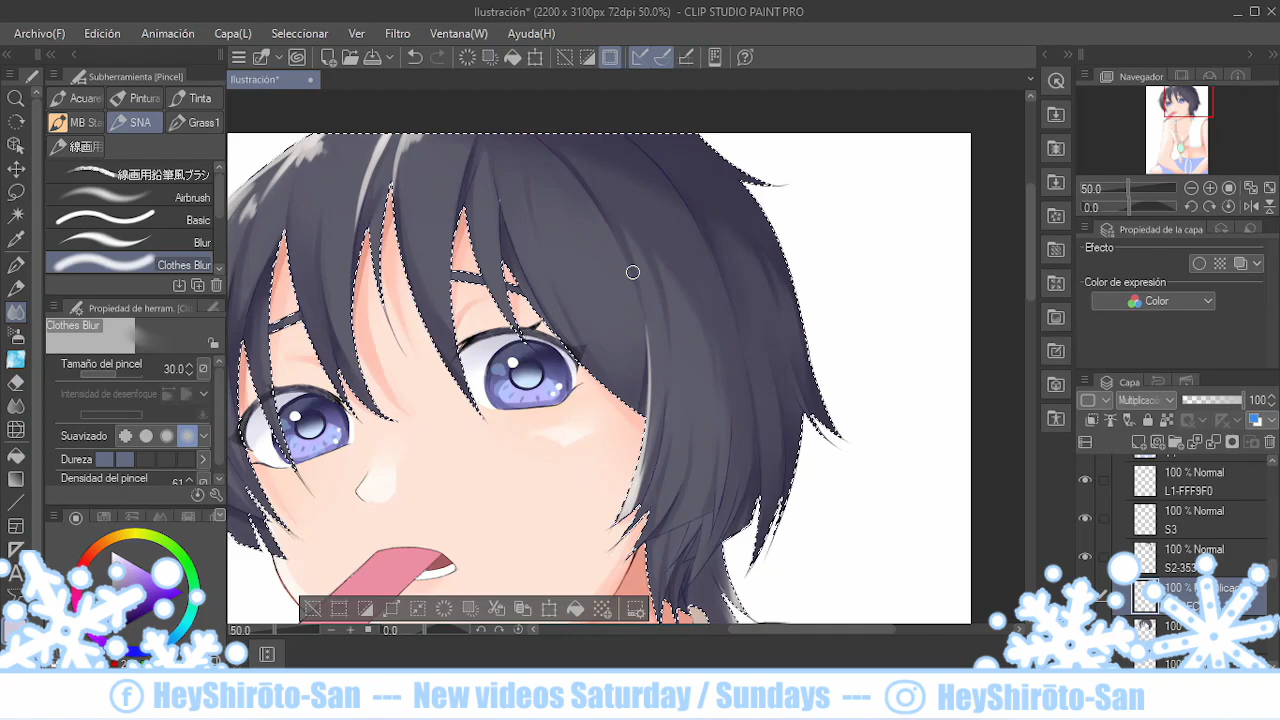 Ilustración* (2200 x 3100px 72dpi 50.0%) - CLIP STUDIO PAINT PRO
Archivo(F) Edición Animación Capa(L) Seleccionar Ver Filtro Ventana(W) Ayuda(H)
Subherramienta [Pincel]
Ilustración*
Navegador
Acuare
Pintura
Tinta
MB Sta
SNA
Grass1
線画用
線画用鉛筆風ブラシ
Airbrush
Basic
Blur
Clothes Blur
Propiedad de herram. [Cl
Clothes Blur
Tamaño del pincel 30.0
Intensidad de desenfoque
Suavizado
Dureza
Densidad del pincel
50.0
0.0
Propiedad de la capa
Efecto
Color de expresión
Color
Capa
Multiplicació 100
100 % Normal
L1-FFF9F0
100 % Normal
S3
100 % Normal
S2-353
50.0 0.0
HeyShirōto-San --- New videos Saturday / Sundays --- HeyShirōto-San